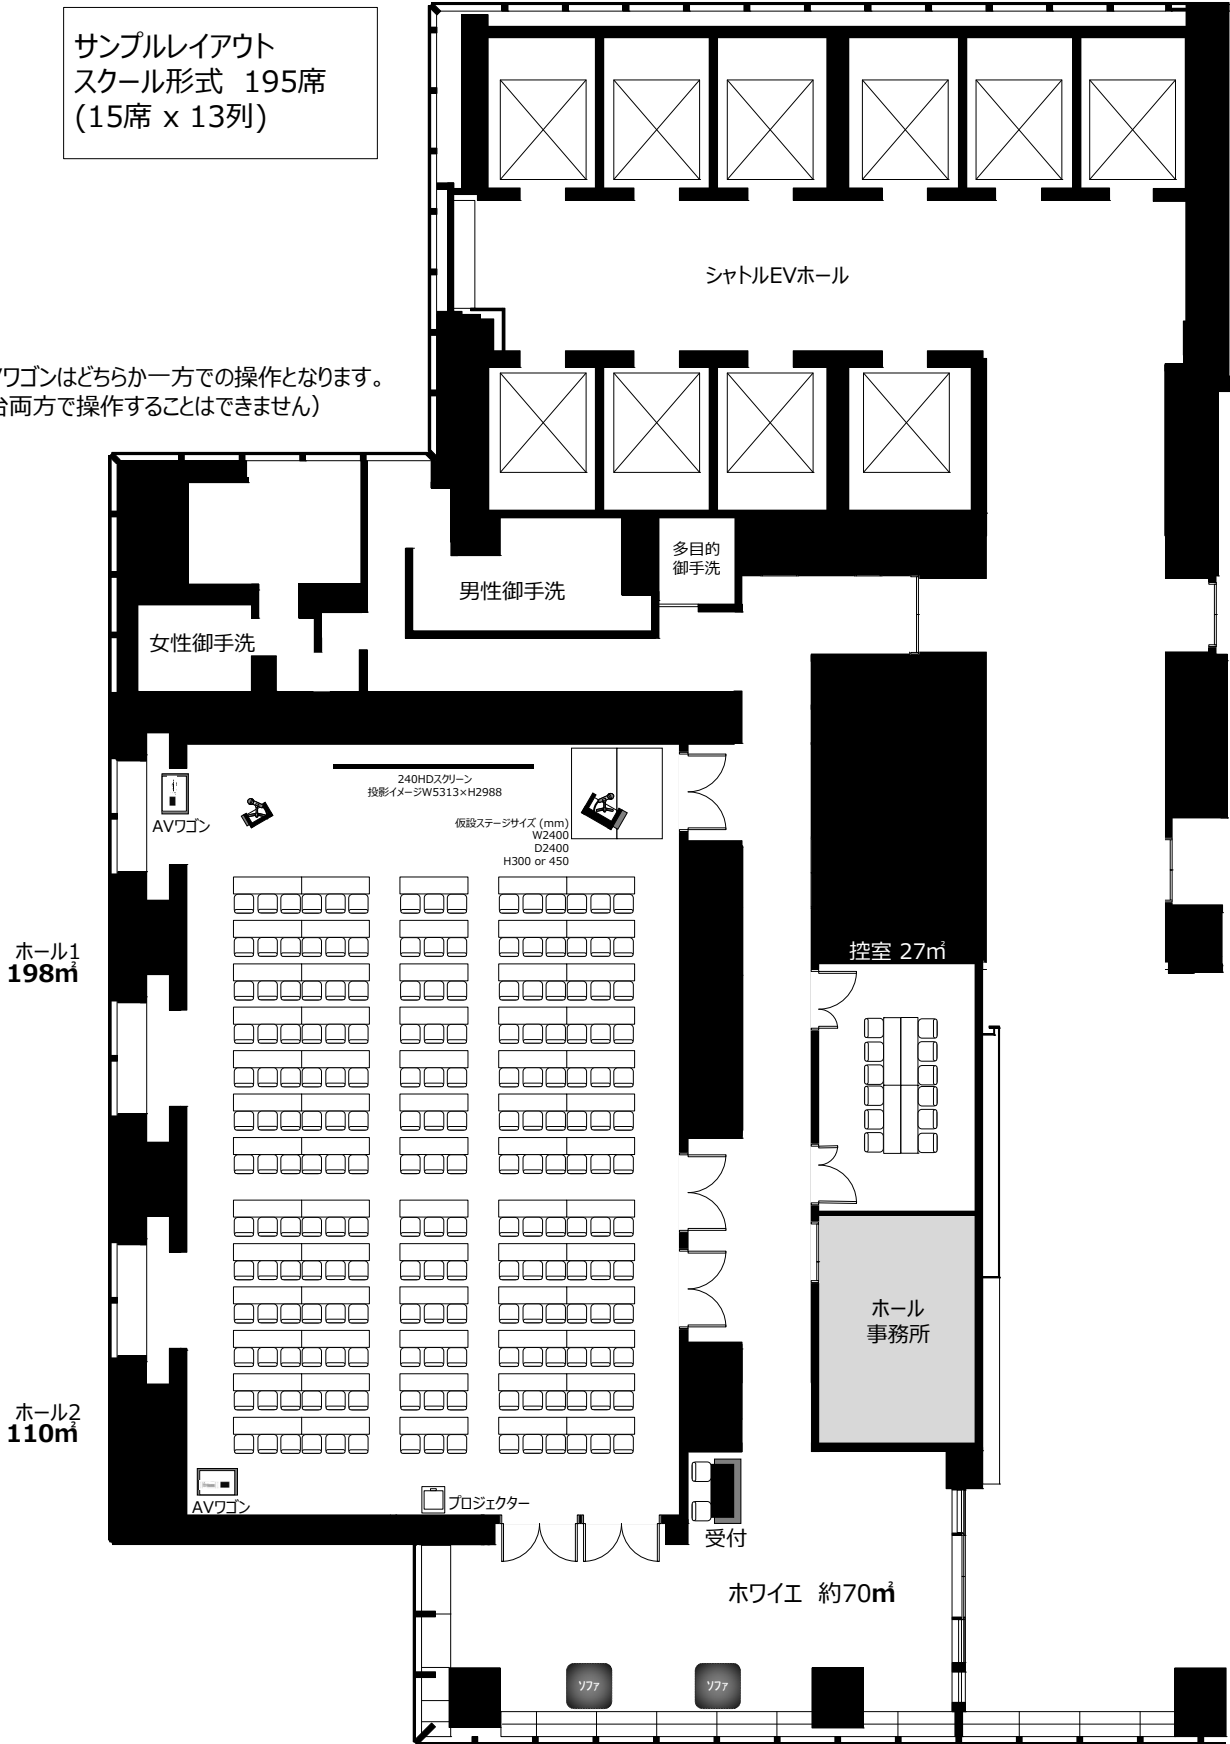 サンプルレイアウト
スクール形式 195席
(15席 x 13列)
シャトルEVホール
ワゴンはどちらか一方での操作となります。
台両方で操作することはできません）
多目的
御手洗
男性御手洗
女性御手洗
240HDスクリーン
投影イメージW5313×H2988
AVワゴン
仮設ステージサイズ (mm)
W2400
D2400
H300 or 450
ホール1
198㎡
控室 27㎡
ホール
事務所
ホール2
110㎡
AVワゴン
プロジェクター
受付
ホワイエ 約70㎡
ソファ
ソファ